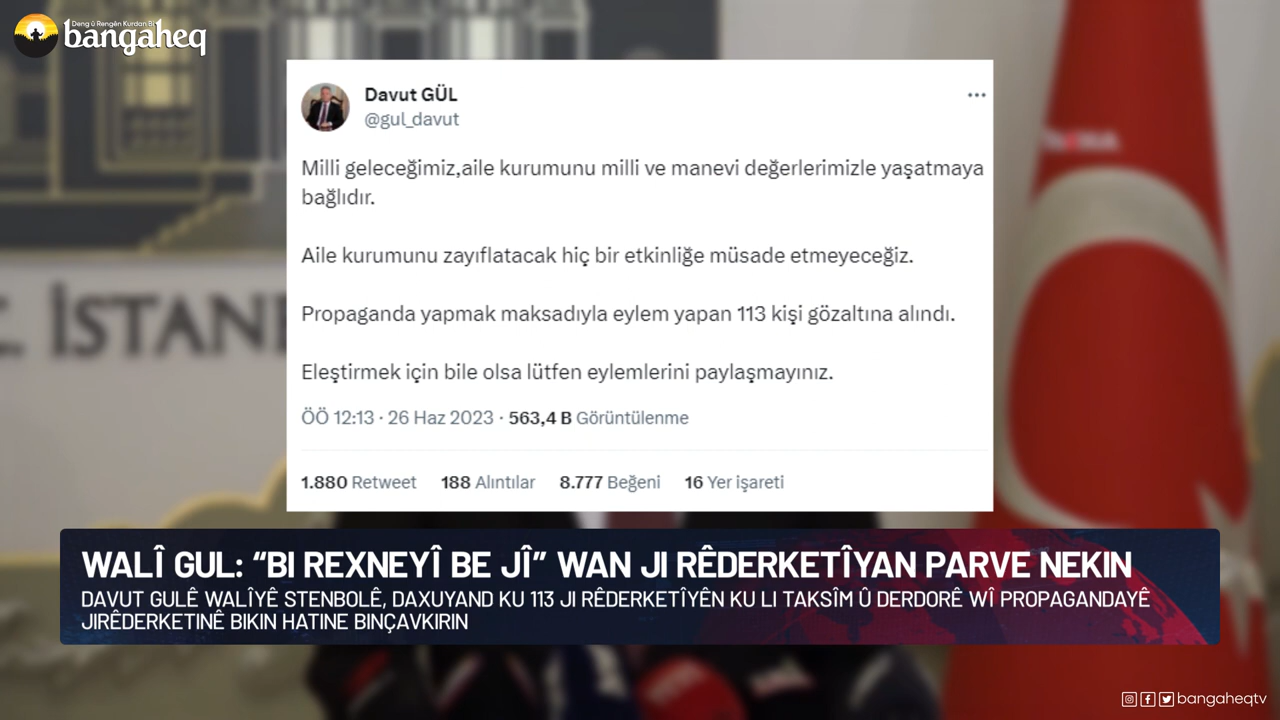 Deng û Rengên Kurdan Bi
bangaheq
Davut GÜL
@gul_davut
Milli geleceğimiz,aile kurumunu milli ve manevi değerlerimizle yaşatmaya
bağlıdır.
Aile kurumunu zayıflatacak hiç bir etkinliğe müsade etmeyeceğiz.
Propaganda yapmak maksadıyla eylem yapan 113 kişi gözaltına alındı.
Eleştirmek için bile olsa lütfen eylemlerini paylaşmayınız.
ÖÖ 12:13 · 26 Haz 2023 · 563,4 B Görüntülenme
1.880 Retweet 188 Alıntılar 8.777 Beğeni 16 Yer işareti
İSTAN
WALÎ GUL: “BI REXNEYÎ BE JÎ” WAN JI RÊDERKETÎYAN PARVE NEKIN
DAVUT GULÊ WALÎYÊ STENBOLÊ, DAXUYAND KU 113 JI RÊDERKETÎYÊN KU LI TAKSÎM Û DERDORÊ WÎ PROPAGANDAYÊ
JIRÊDERKETINÊ BIKIN HATINE BINÇAVKIRIN
bangaheqtv